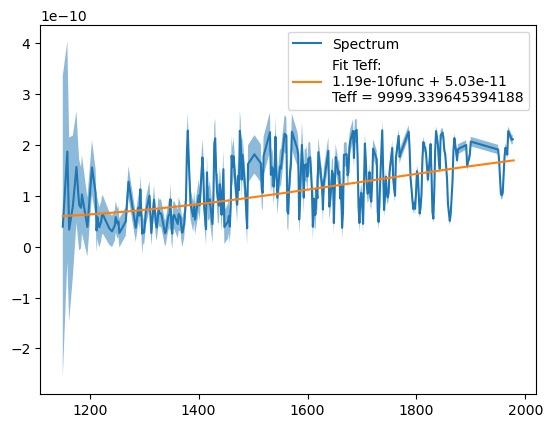 1e−10
Spectrum
Fit Teff:
1.19e-10func + 5.03e-11
Teff = 9999.339645394188
4
3
2
1
0
−1
−2
1200 1400 1600 1800 2000